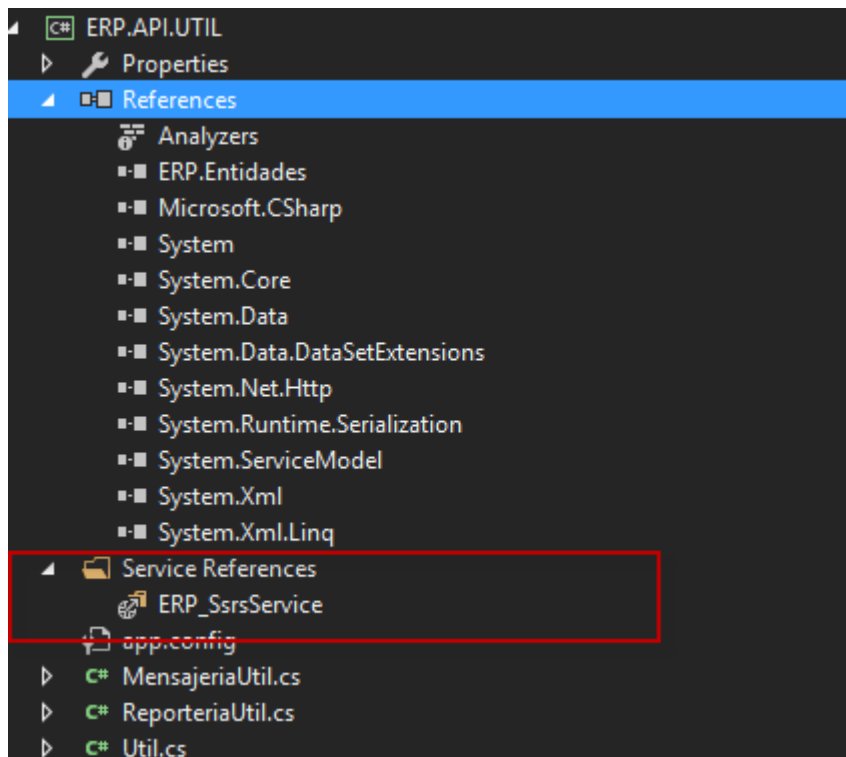 C# ERP.API.UTIL
Properties
References
Analyzers
ERP.Entidades
Microsoft.CSharp
System
System.Core
System.Data
System.Data.DataSetExtensions
System.Net.Http
System.Runtime.Serialization
System.ServiceModel
System.Xml
System.Xml.Linq
Service References
ERP_SsrsService
app.config
C# MensajeriaUtil.cs
C# ReporteriaUtil.cs
C# Util.cs